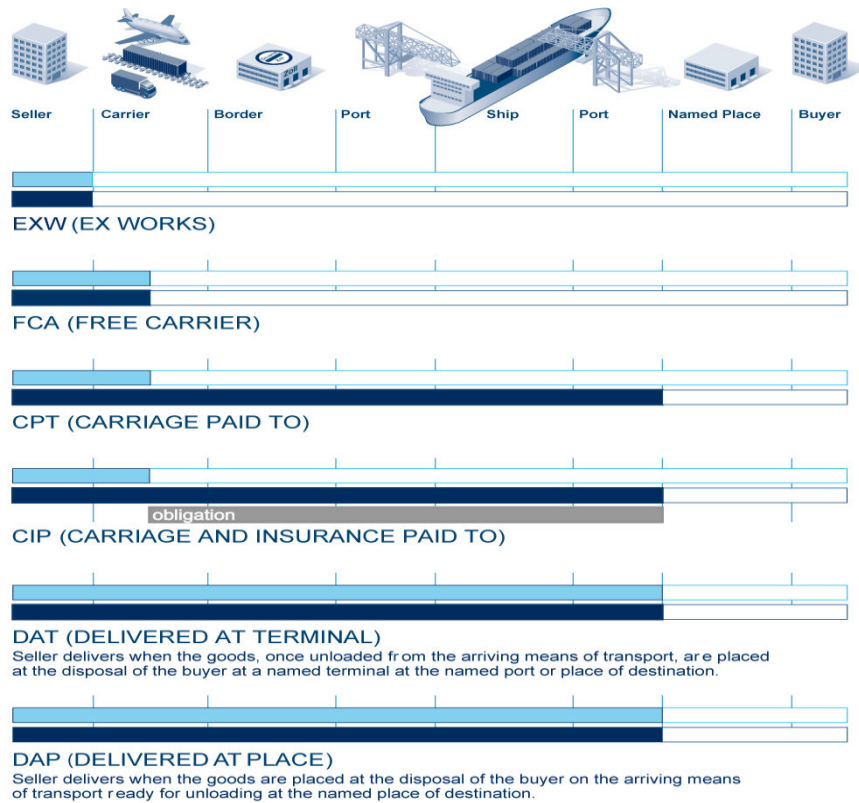 Zoll
Seller Carrier Border Port Ship Port Named Place Buyer
EXW (EX WORKS)
FCA (FREE CARRIER)
CPT (CARRIAGE PAID TO)
obligation
CIP (CARRIAGE AND INSURANCE PAID TO)
DAT (DELIVERED AT TERMINAL)
Seller delivers when the goods, once unloaded from the arriving means of transport, are placed
at the disposal of the buyer at a named terminal at the named port or place of destination.
DAP (DELIVERED AT PLACE)
Seller delivers when the goods are placed at the disposal of the buyer on the arriving means
of transport ready for unloading at the named place of destination.